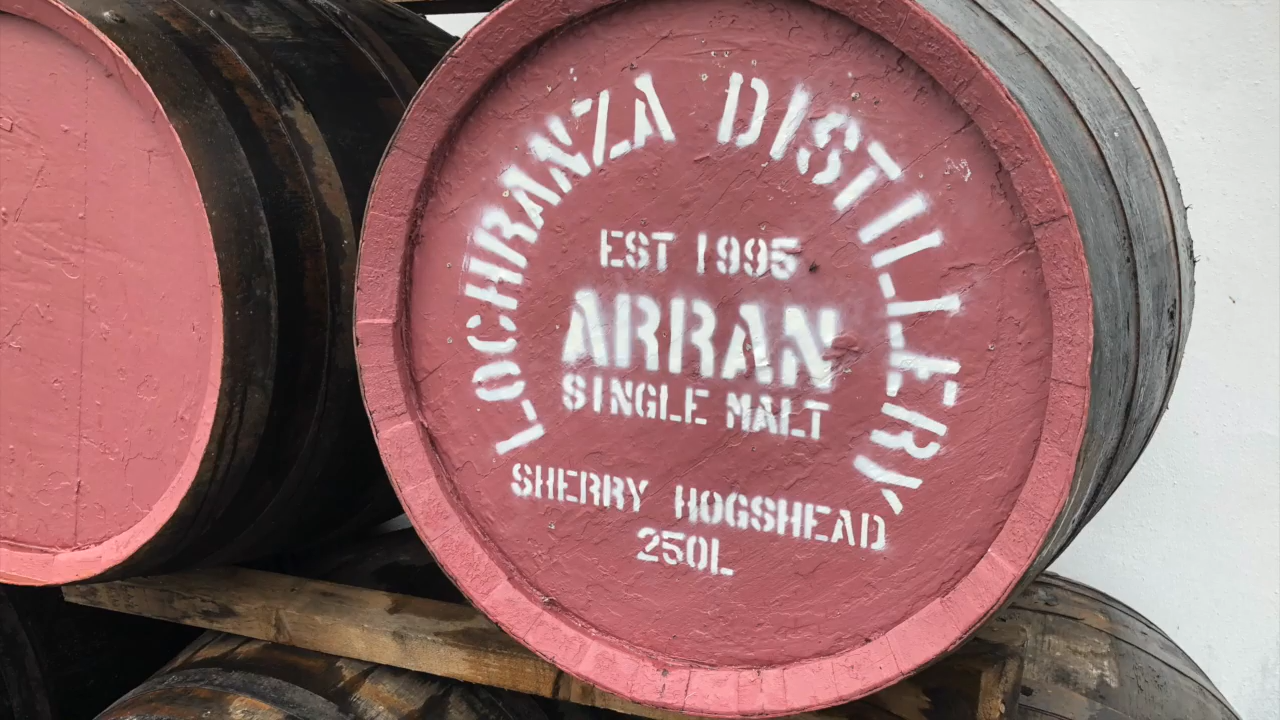 LOCHRANZA DISTILLERY
EST 1995
ARRAN
SINGLE MALT
SHERRY HOGSHEAD
250L